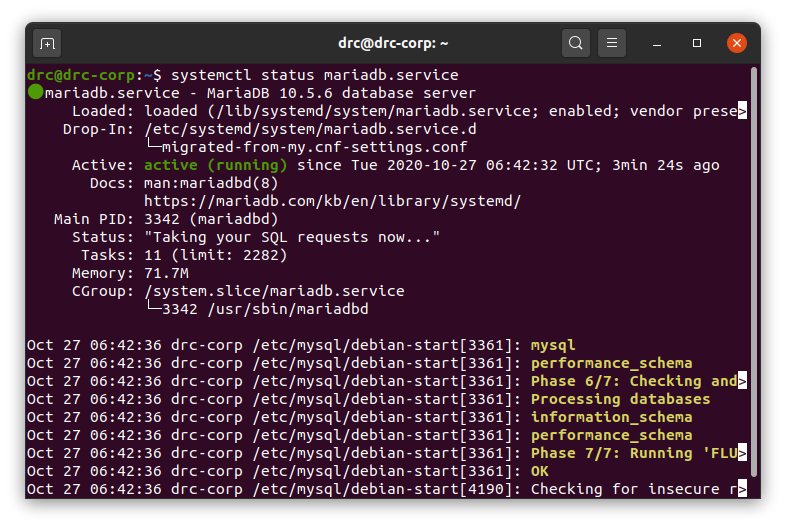 drc@drc-corp: ~
drc@drc-corp:~$ systemctl status mariadb.service
mariadb.service - MariaDB 10.5.6 database server
Loaded: loaded (/lib/systemd/system/mariadb.service; enabled; vendor prese>
Drop-In: /etc/systemd/system/mariadb.service.d
└─migrated-from-my.cnf-settings.conf
Active: active (running) since Tue 2020-10-27 06:42:32 UTC; 3min 24s ago
Docs: man:mariadbd(8)
https://mariadb.com/kb/en/library/systemd/
Main PID: 3342 (mariadbd)
Status: "Taking your SQL requests now..."
Tasks: 11 (limit: 2282)
Memory: 71.7M
CGroup: /system.slice/mariadb.service
└─3342 /usr/sbin/mariadbd
Oct 27 06:42:36 drc-corp /etc/mysql/debian-start[3361]: mysql
Oct 27 06:42:36 drc-corp /etc/mysql/debian-start[3361]: performance_schema
Oct 27 06:42:36 drc-corp /etc/mysql/debian-start[3361]: Phase 6/7: Checking and>
Oct 27 06:42:36 drc-corp /etc/mysql/debian-start[3361]: Processing databases
Oct 27 06:42:36 drc-corp /etc/mysql/debian-start[3361]: information_schema
Oct 27 06:42:36 drc-corp /etc/mysql/debian-start[3361]: performance_schema
Oct 27 06:42:36 drc-corp /etc/mysql/debian-start[3361]: Phase 7/7: Running 'FLU>
Oct 27 06:42:36 drc-corp /etc/mysql/debian-start[3361]: OK
Oct 27 06:42:36 drc-corp /etc/mysql/debian-start[4190]: Checking for insecure r>